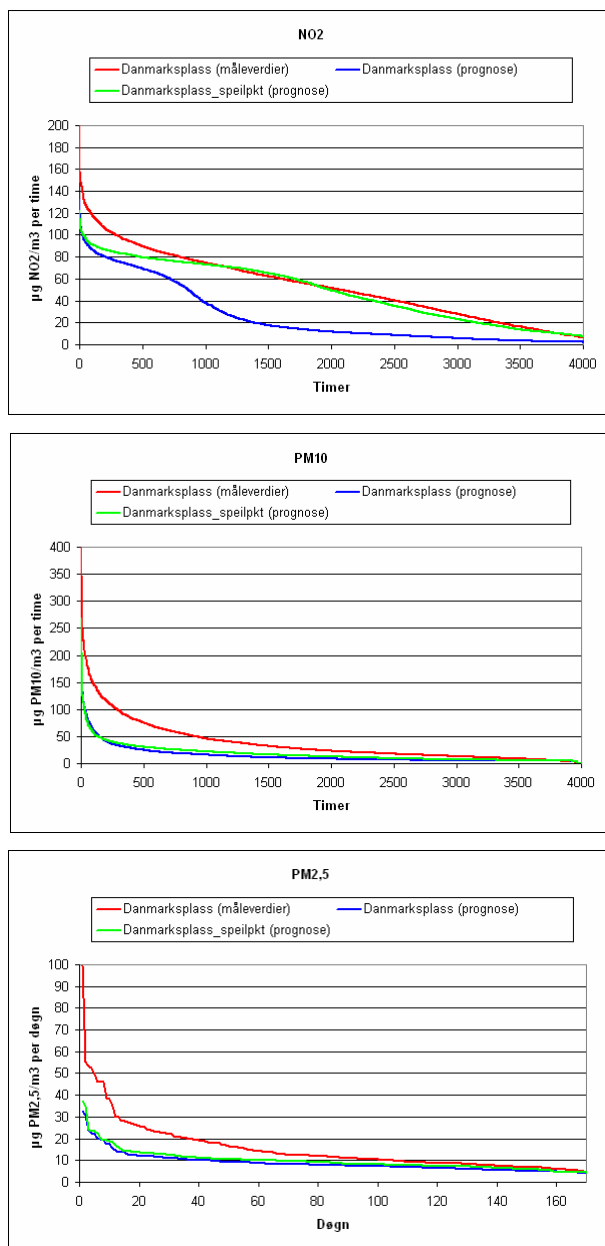 NO2
Danmarksplass (måleverdier)
Danmarksplass (prognose)
Danmarksplass_speilpkt (prognose)
200
180
160
140
120
100
80
60
40
20
0
µg NO2/m3 per time
0 500 1000 1500 2000 2500 3000 3500 4000
Timer
PM10
Danmarksplass (måleverdier)
Danmarksplass (prognose)
Danmarksplass_speilpkt (prognose)
400
350
300
250
200
150
100
50
0
µg PM10/m3 per time
0 500 1000 1500 2000 2500 3000 3500 4000
Timer
PM2,5
Danmarksplass (måleverdier)
Danmarksplass (prognose)
Danmarksplass_speilpkt (prognose)
100
90
80
70
60
50
40
30
20
10
0
µg PM2,5/m3 per døgn
0 20 40 60 80 100 120 140 160
Døgn